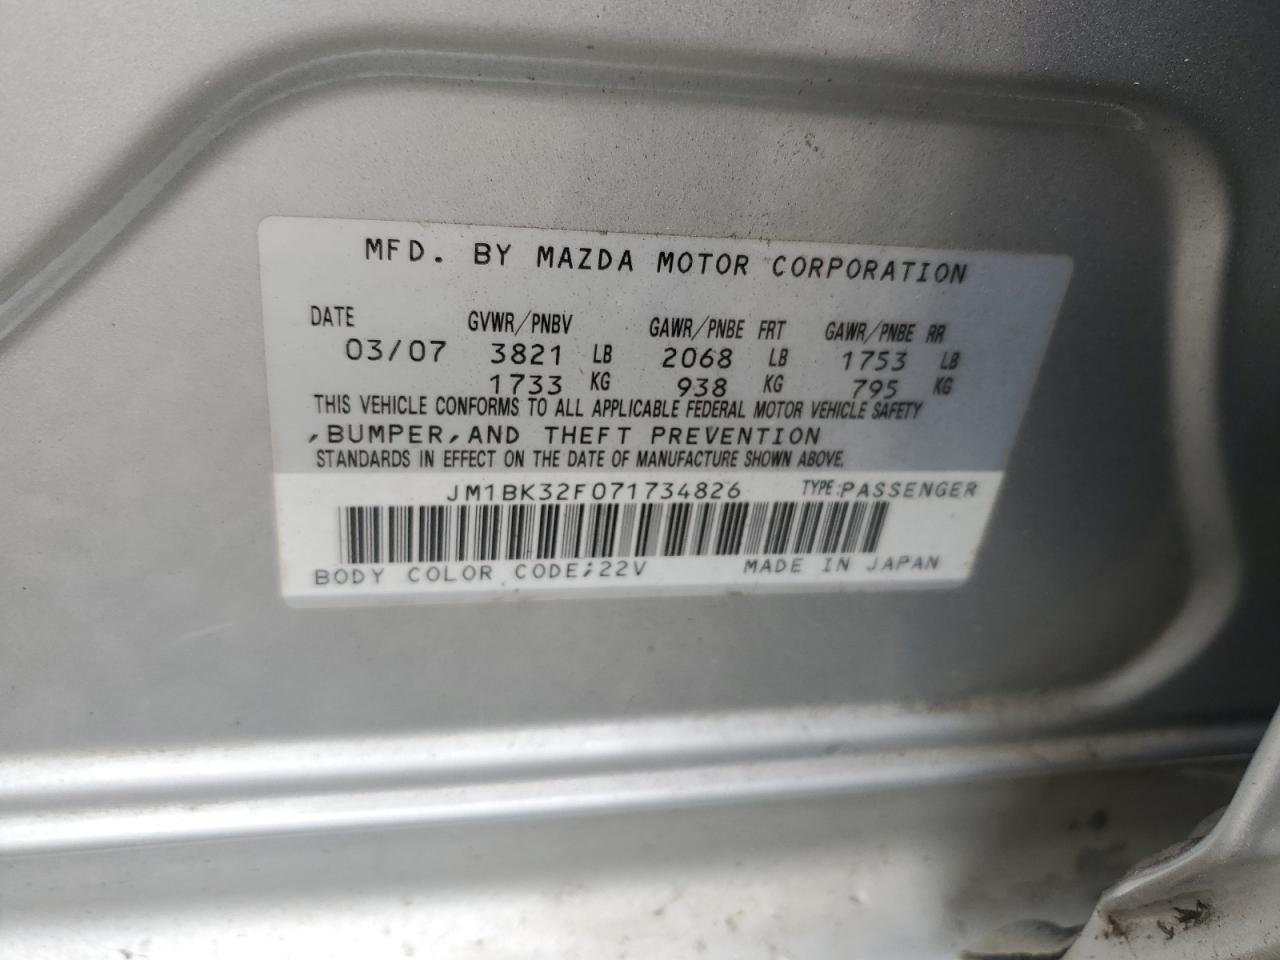 MFD. BY MAZDA MOTOR CORPORATION
DATE GVWR/PNBV GAWR/PNBE FRT GAWR/PNBE RR
03/07 3821 LB 2068 LB 1753 LB
1733 KG 938 KG 795 KG
THIS VEHICLE CONFORMS TO ALL APPLICABLE FEDERAL MOTOR VEHICLE SAFETY
,BUMPER,AND THEFT PREVENTION
STANDARDS IN EFFECT ON THE DATE OF MANUFACTURE SHOWN ABOVE.
JM1BK32F071734826 TYPE:PASSENGER
BODY COLOR CODE;22V MADE IN JAPAN